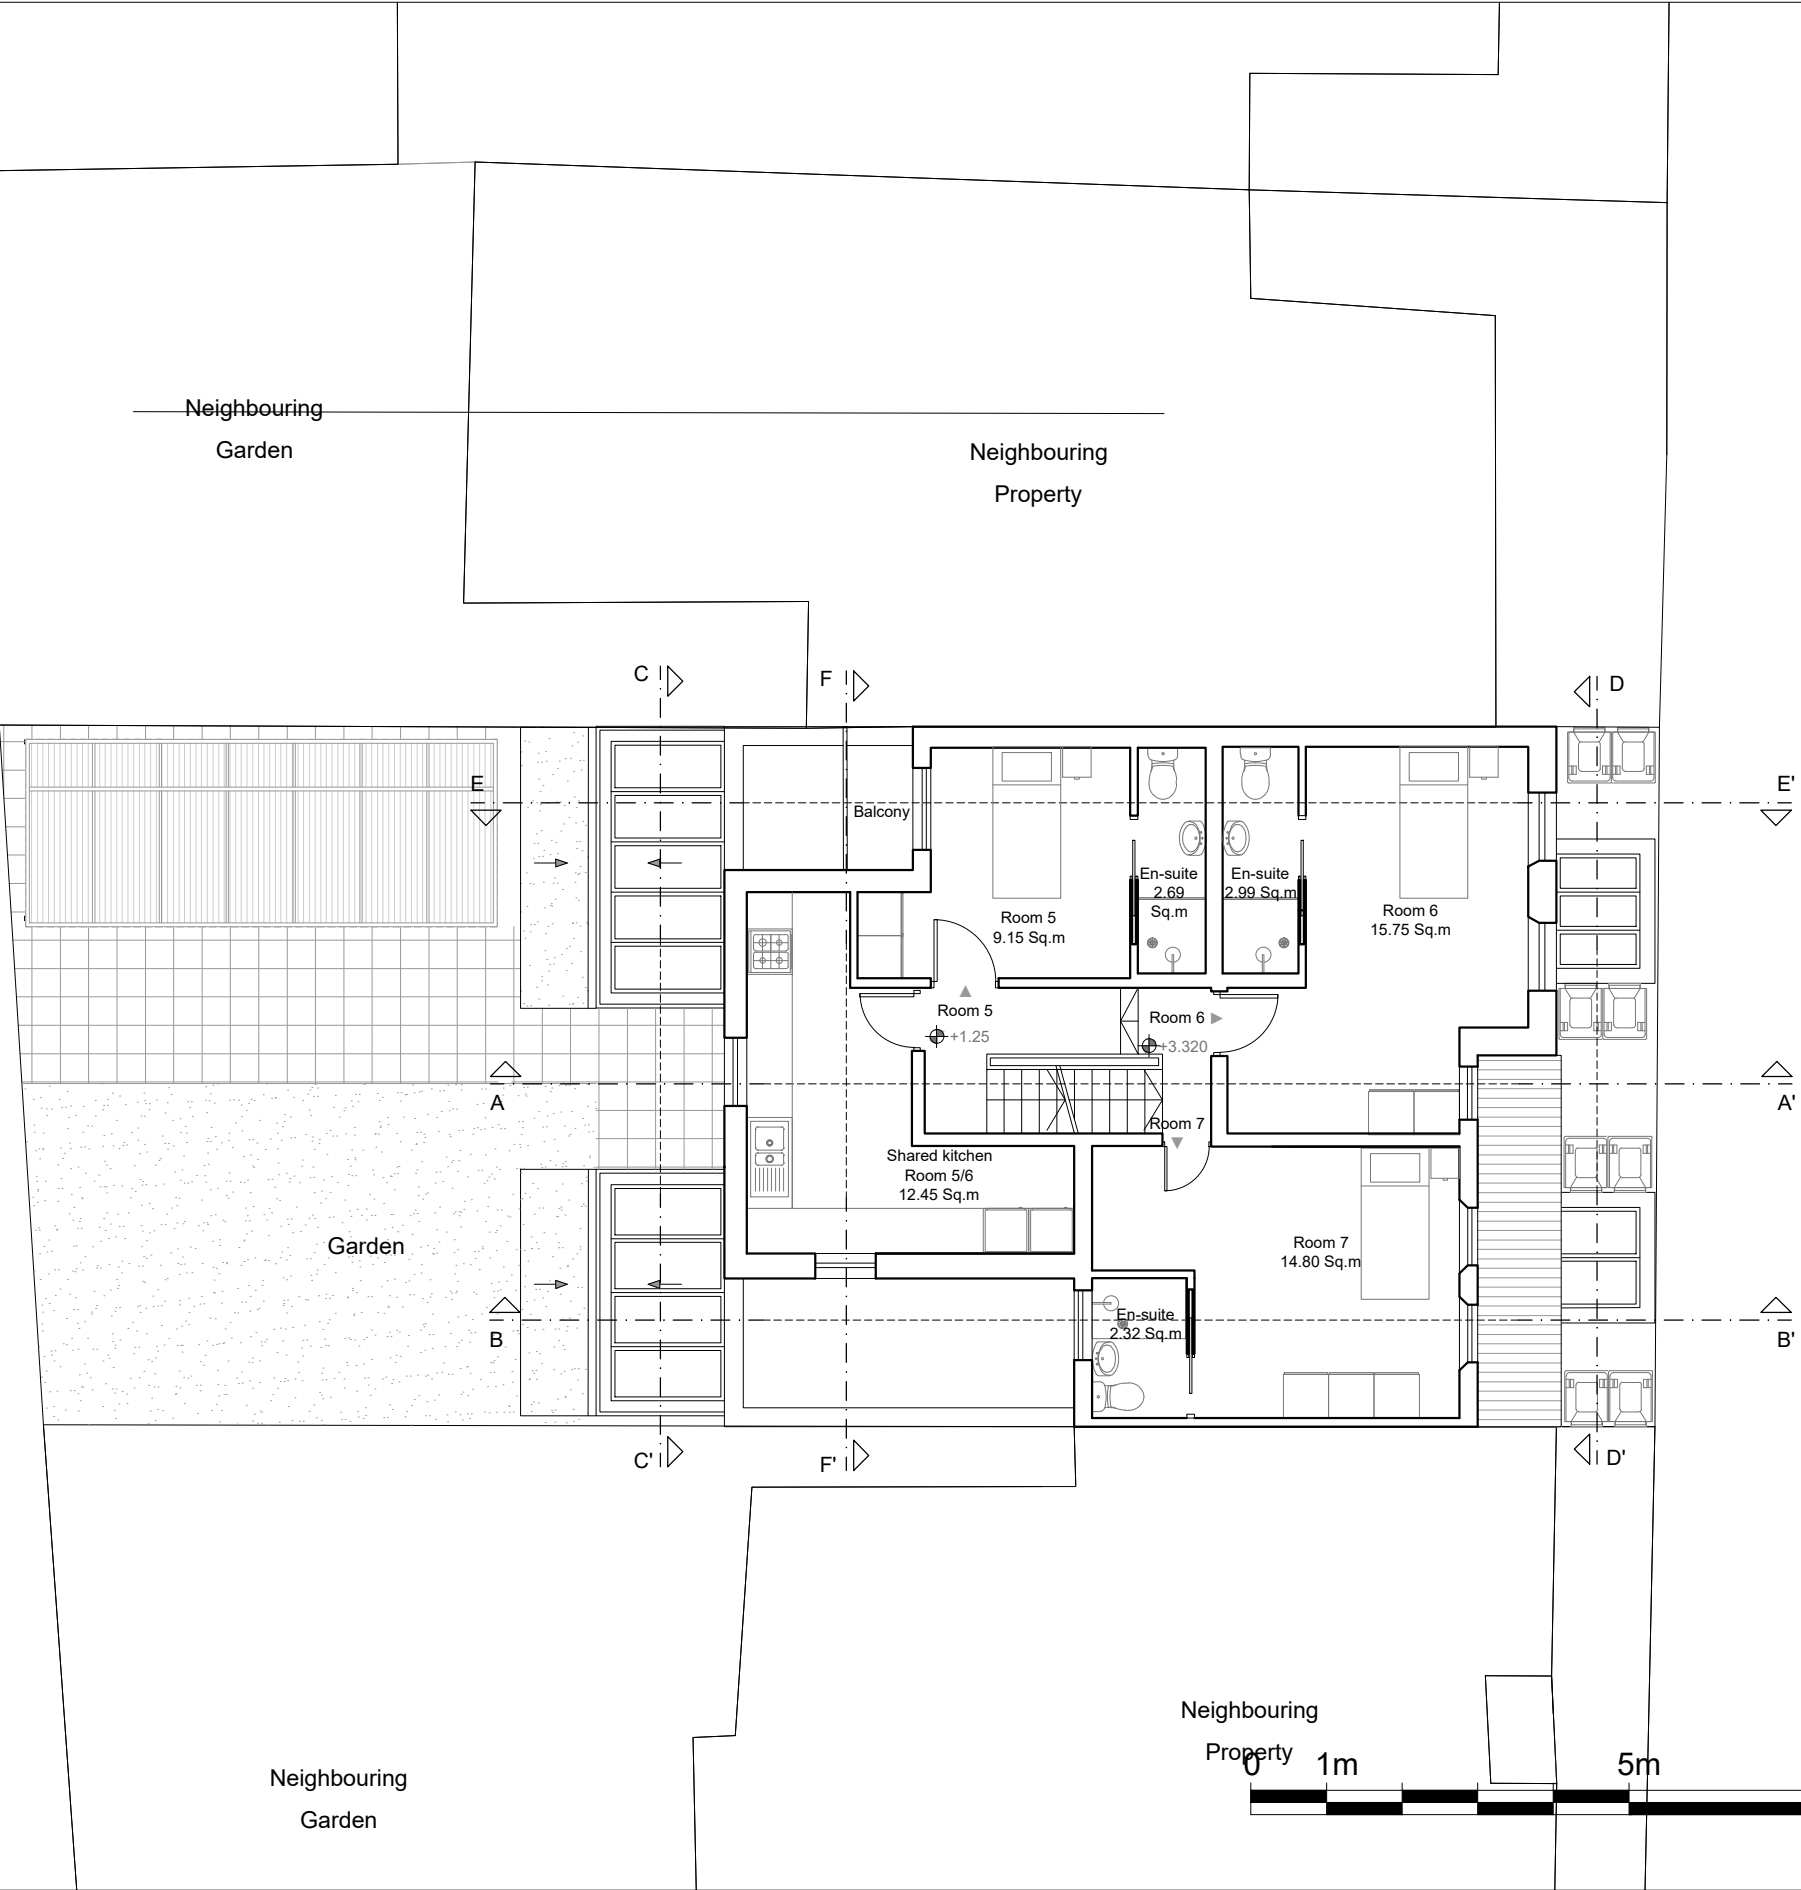 Neighbouring
Garden
Neighbouring
Property
C
F
D
E
E'
Balcony
En-suite
2.69
Sq.m
En-suite
2.99 Sq.m
Room 5
9.15 Sq.m
Room 6
15.75 Sq.m
Room 5
+1.25
Room 6
+3.320
A
A'
Room 7
Shared kitchen
Room 5/6
12.45 Sq.m
Garden
Room 7
14.80 Sq.m
En-suite
2.32 Sq.m
B
B'
C'
F'
D'
Neighbouring
Property
0 1m 5m
Neighbouring
Garden